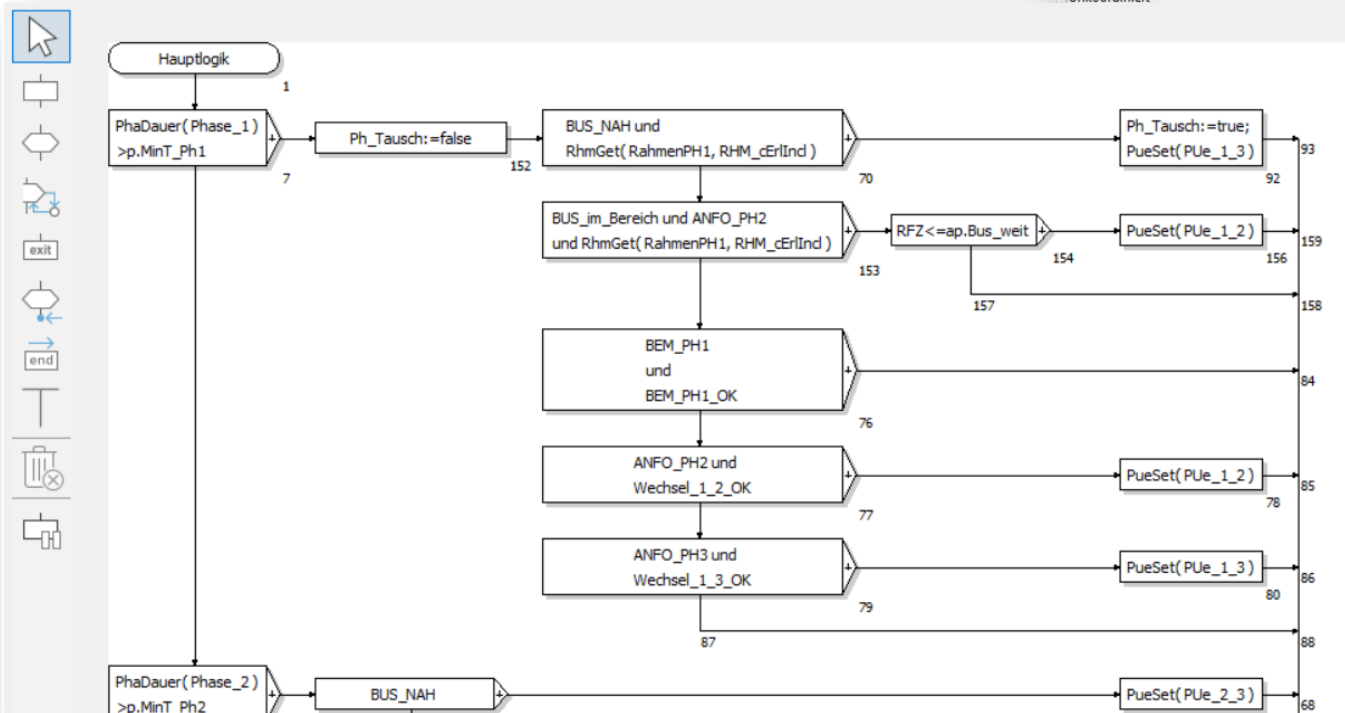 Hauptlogik
1
PhaDauer(Phase_1)
>p.MinT_Ph1
7
Ph_Tausch:=false
152
BUS_NAH und
RhmGet(RahmenPH1, RHM_cErlIncl)
70
Ph_Tausch:=true;
PueSet(PUe_1_3)
92
93
BUS_im_Bereich und ANFO_PH2
und RhmGet(RahmenPH1, RHM_cErlIncl)
153
RFZ<=ap.Bus_weit
154
PueSet(PUe_1_2)
156
159
157
158
exit
end
BEM_PH1
und
BEM_PH1_OK
76
84
ANFO_PH2 und
Wechsel_1_2_OK
77
PueSet(PUe_1_2)
78
85
ANFO_PH3 und
Wechsel_1_3_OK
79
PueSet(PUe_1_3)
80
86
87
88
PhaDauer(Phase_2)
>p.MinT_Ph2
BUS_NAH
PueSet(PUe_2_3)
68